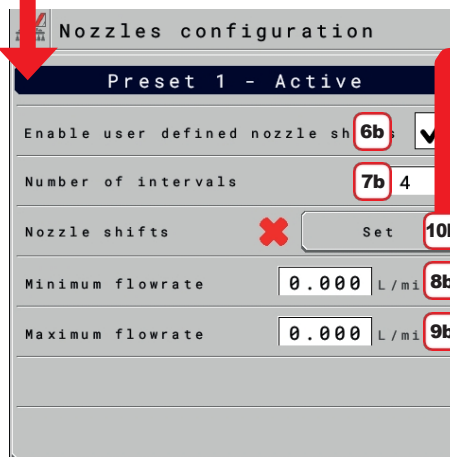 Nozzles configuration
Preset 1 - Active
Enable user defined nozzle 6b
Number of intervals 7b 4
Nozzle shifts Set
Minimum flowrate 0.000 8b
Maximum flowrate 0.000 9b